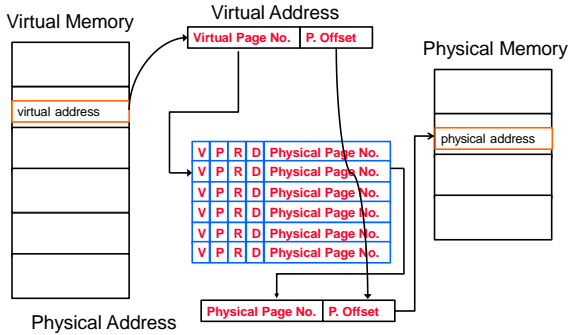 Virtual Memory
Virtual Address
Physical Memory
Virtual Page No. P. Offset
virtual address
physical address
V P R D Physical Page No.
V P R D Physical Page No.
V P R D Physical Page No.
V P R D Physical Page No.
V P R D Physical Page No.
V P R D Physical Page No.
Physical Page No. P. Offset
Physical Address